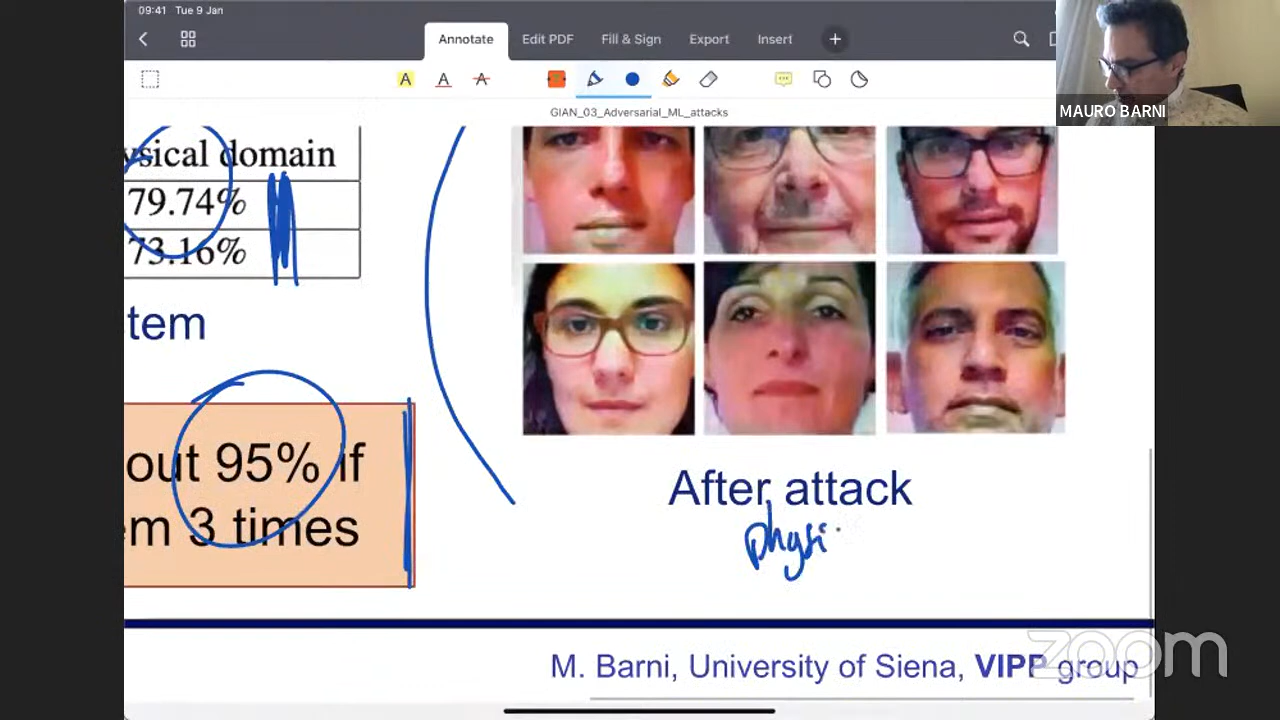 09:41 Tue 9 Jan
Annotate Edit PDF Fill & Sign Export Insert
A A A
GIAN_03_Adversarial_ML_attacks
MAURO BARNI
ysical domain
79.74%
73.16%
tem
out 95% if
em 3 times
After attack
physi
M. Barni, University of Siena, VIPP group
zoom